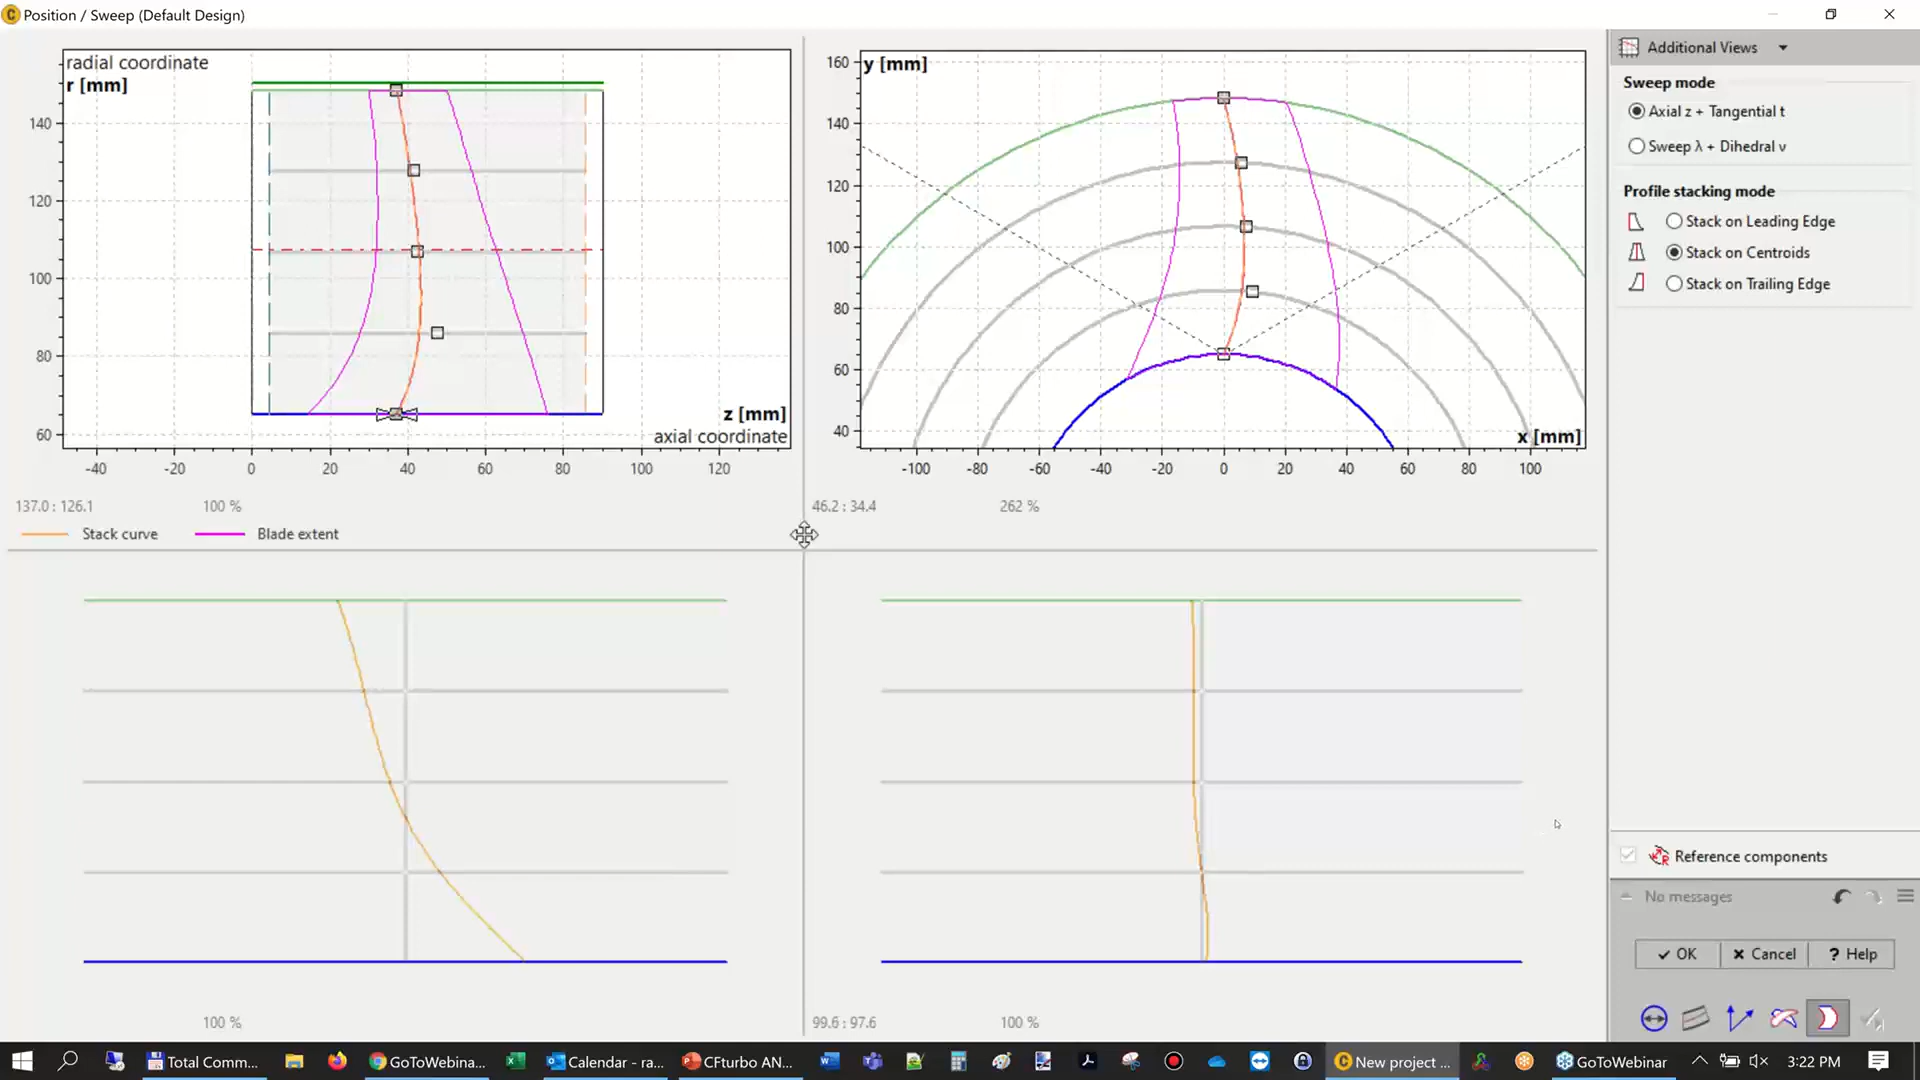 Position / Sweep (Default Design)
radial coordinate
r [mm]
140
120
100
80
60
z [mm]
axial coordinate
-40 -20 0 20 40 60 80 100 120
137.0 : 126.1 100 %
Stack curve Blade extent
160
y [mm]
140
120
100
80
60
40
x [mm]
-100 -80 -60 -40 -20 0 20 40 60 80 100
46.2 : 34.4 262 %
100 %
99.6 : 97.6 100 %
Additional Views
Sweep mode
Axial z + Tangential t
Sweep λ + Dihedral ν
Profile stacking mode
Stack on Leading Edge
Stack on Centroids
Stack on Trailing Edge
Reference components
No messages
OK Cancel ? Help
Total Comm... GoToWebina... Calendar - ra... CFturbo AN... New project ... GoToWebinar 3:22 PM